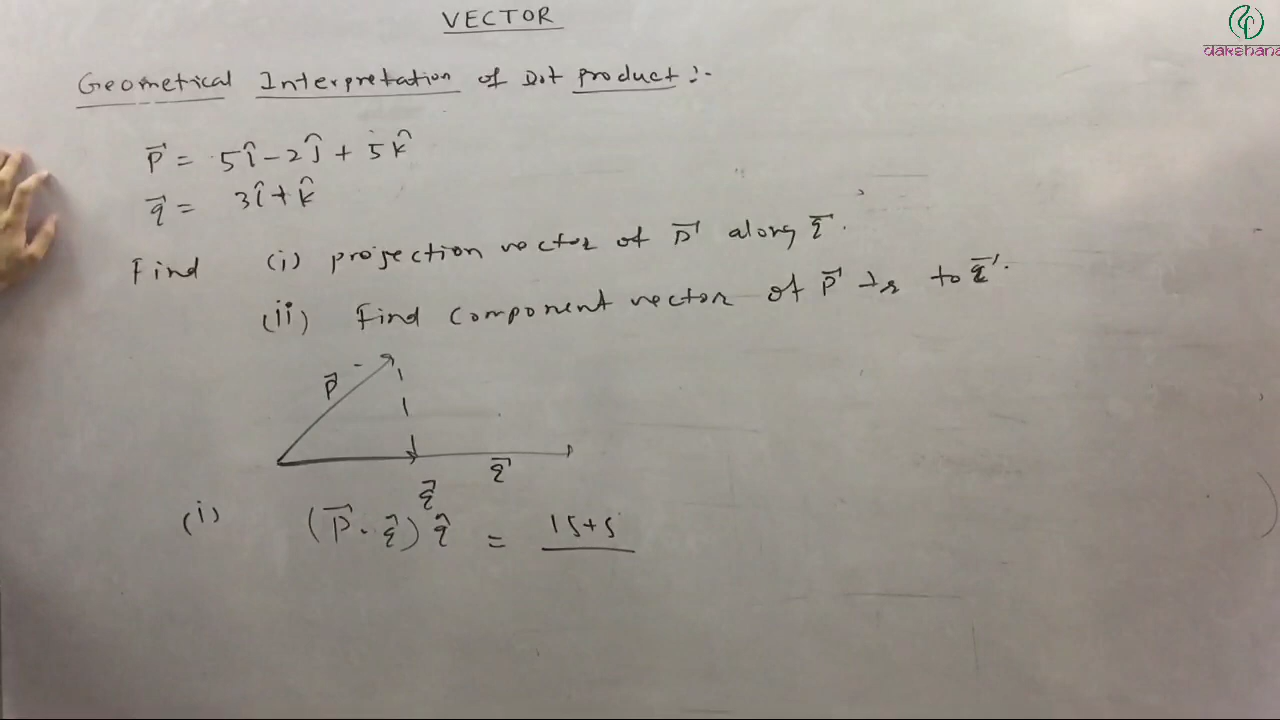 VECTOR
dakshana
Geometical Interpretation of Dot product :-
p⃗ = 5î - 2ĵ + 5k̂
q⃗ = 3î + k̂
Find (i) projection vector of p⃗ along q⃗.
(ii) Find component vector of p⃗ ⊥r to q⃗.
p⃗
q⃗
q⃗
(i) (p⃗ · q̂) q̂ = 15+5